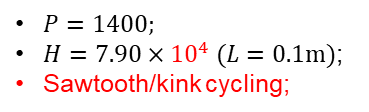 • P = 1400;
• H = 7.90 × 10⁴ (L = 0.1m);
• Sawtooth/kink cycling;